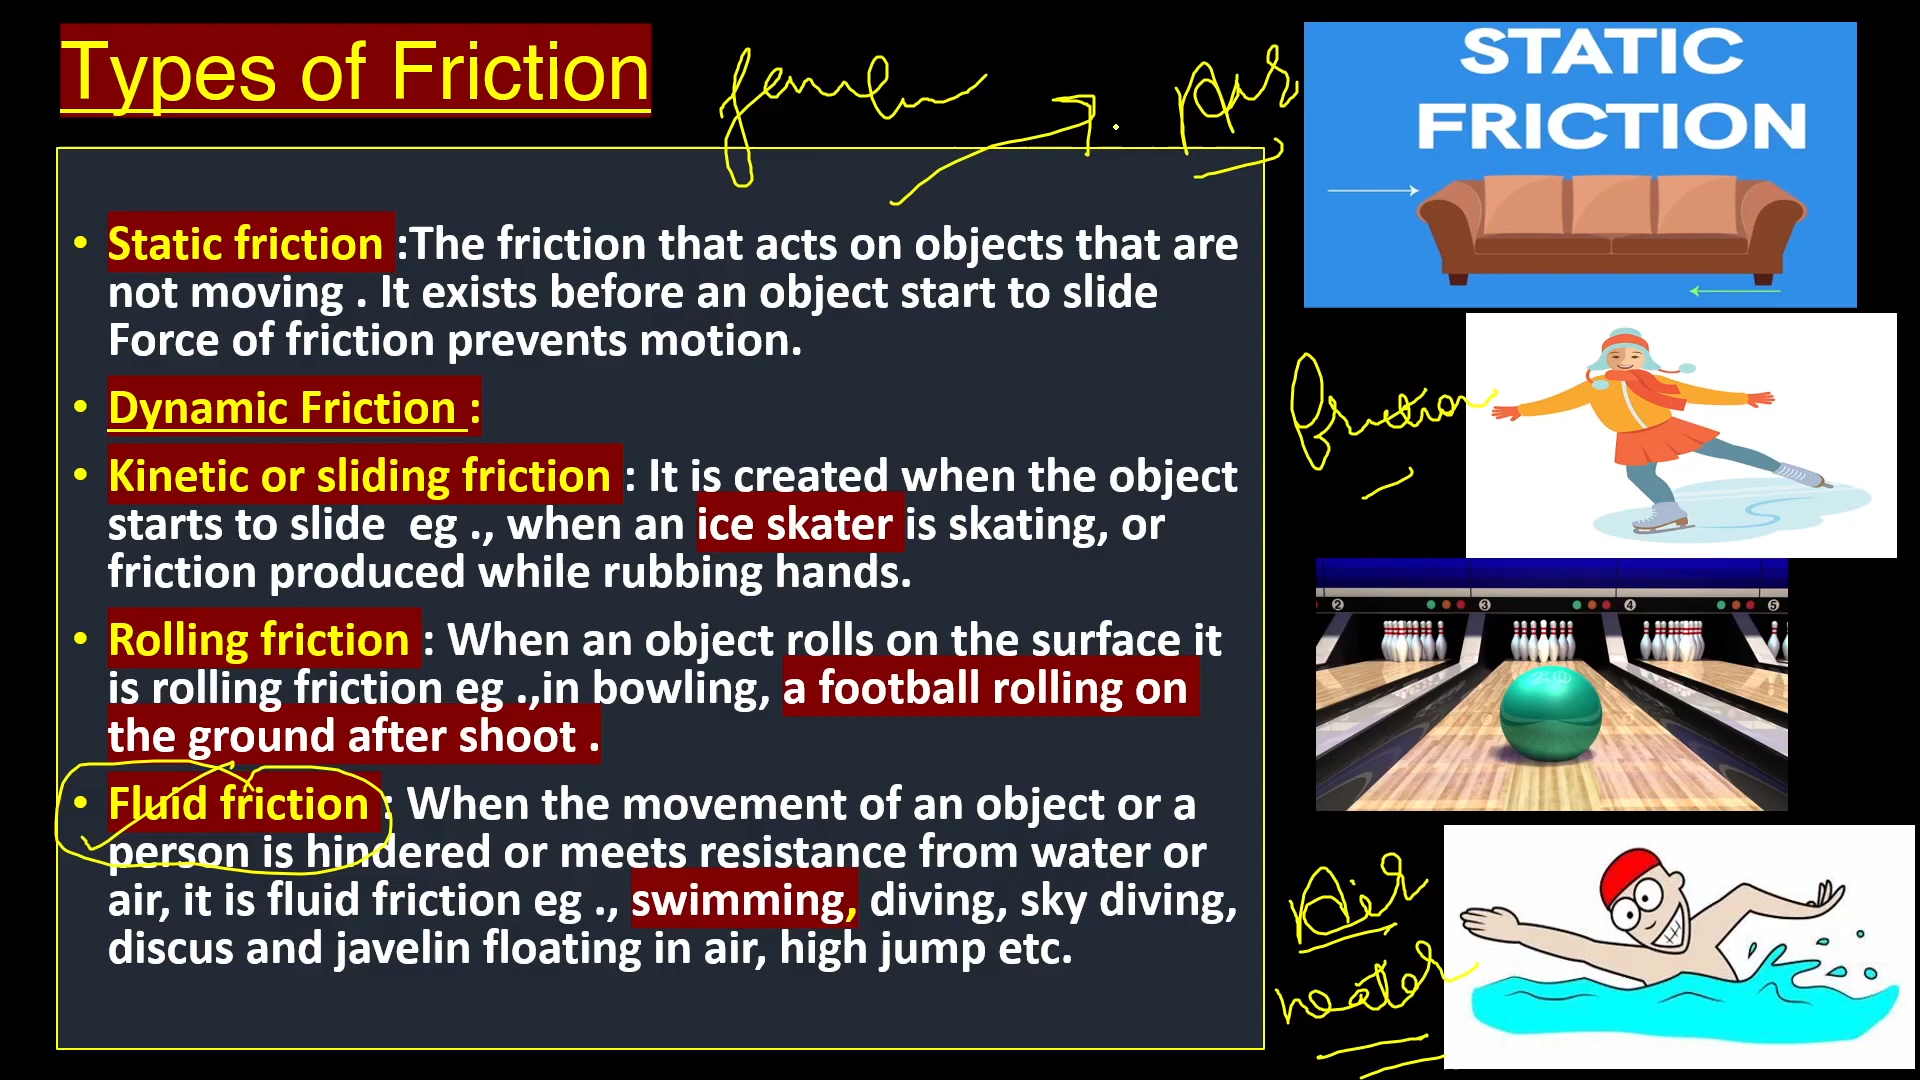 Types of Friction
Air
STATIC
FRICTION
• Static friction :The friction that acts on objects that are
not moving . It exists before an object start to slide
Force of friction prevents motion.
• Dynamic Friction :
• Kinetic or sliding friction : It is created when the object
starts to slide eg ., when an ice skater is skating, or
friction produced while rubbing hands.
• Rolling friction : When an object rolls on the surface it
is rolling friction eg .,in bowling, a football rolling on
the ground after shoot .
• Fluid friction : When the movement of an object or a
person is hindered or meets resistance from water or
air, it is fluid friction eg ., swimming, diving, sky diving,
discus and javelin floating in air, high jump etc.
friction
2 3 4 5
20
Air
water